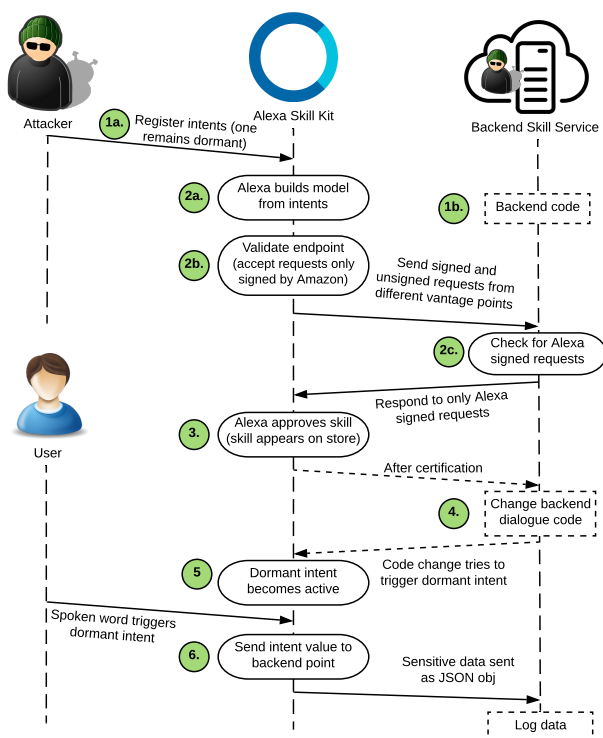 Attacker
Alexa Skill Kit
Backend Skill Service
1a.
Register intents (one
remains dormant)
2a.
Alexa builds model
from intents
1b.
Backend code
2b.
Validate endpoint
(accept requests only
signed by Amazon)
Send signed and
unsigned requests from
different vantage points
2c.
Check for Alexa
signed requests
Respond to only Alexa
signed requests
3.
Alexa approves skill
(skill appears on store)
User
After certification
4.
Change backend
dialogue code
Code change tries to
trigger dormant intent
5
Dormant intent
becomes active
Spoken word triggers
dormant intent
6.
Send intent value to
backend point
Sensitive data sent
as JSON obj
Log data